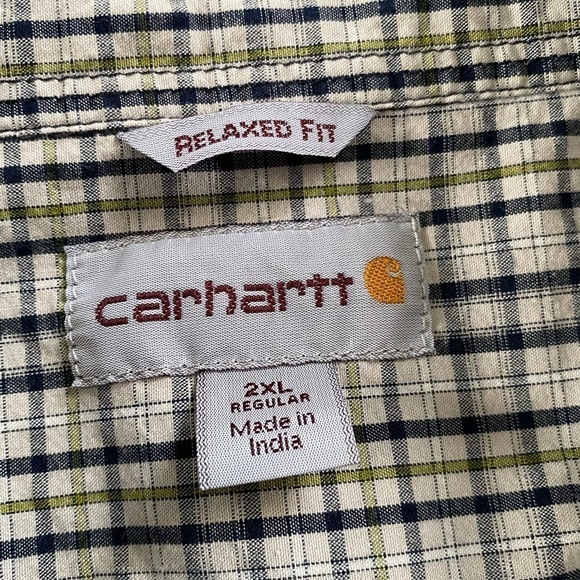 RELAXED FIT
carhartt
2XL
REGULAR
Made in
India